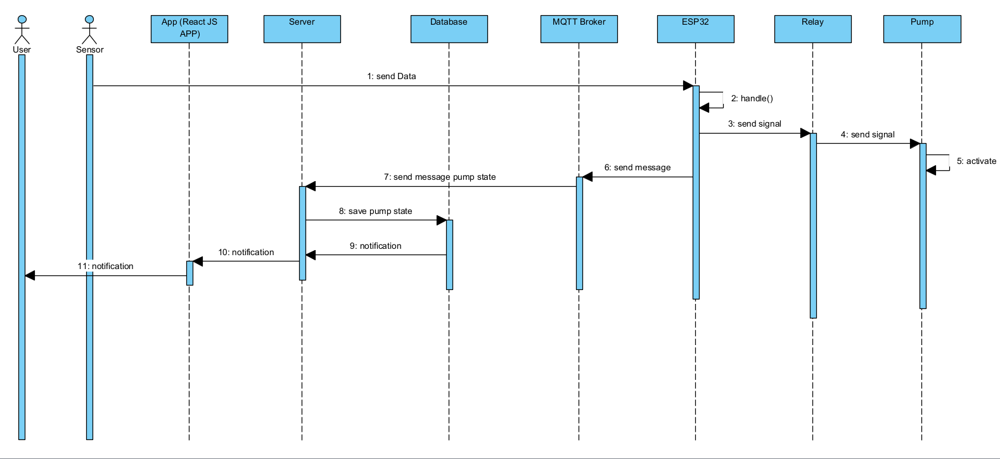 User
Sensor
App (React JS
APP)
Server
Database
MQTT Broker
ESP32
Relay
Pump
1: send Data
2: handle()
3: send signal
4: send signal
5: activate
6: send message
7: send message pump state
8: save pump state
9: notification
10: notification
11: notification